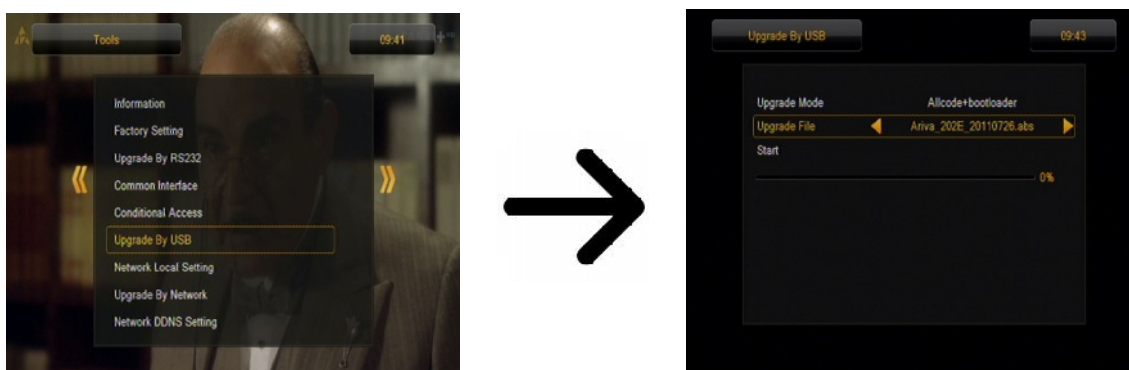 Tools
09:41
Information
Factory Setting
Upgrade By RS232
Common Interface
Conditional Access
Upgrade By USB
Network Local Setting
Upgrade By Network
Network DDNS Setting
Upgrade By USB
09:43
Upgrade Mode Allcode+bootloader
Upgrade File Ariva_202E_20110726.abs
Start
0%